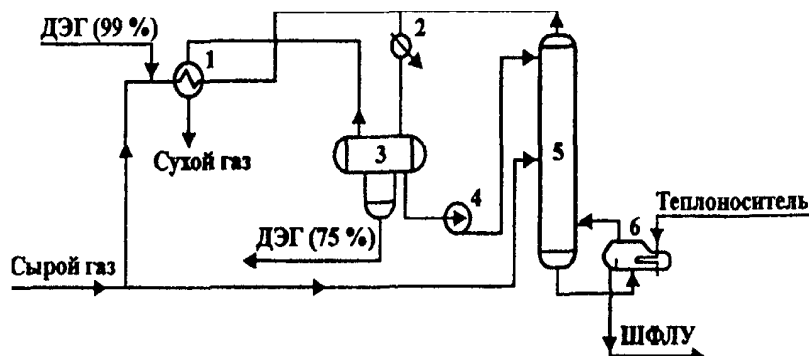 ДЭГ (99 %)
1
2
Сухой газ
3
4
5
6
Теплоноситель
ДЭГ (75 %)
Сырой газ
ШФЛУ